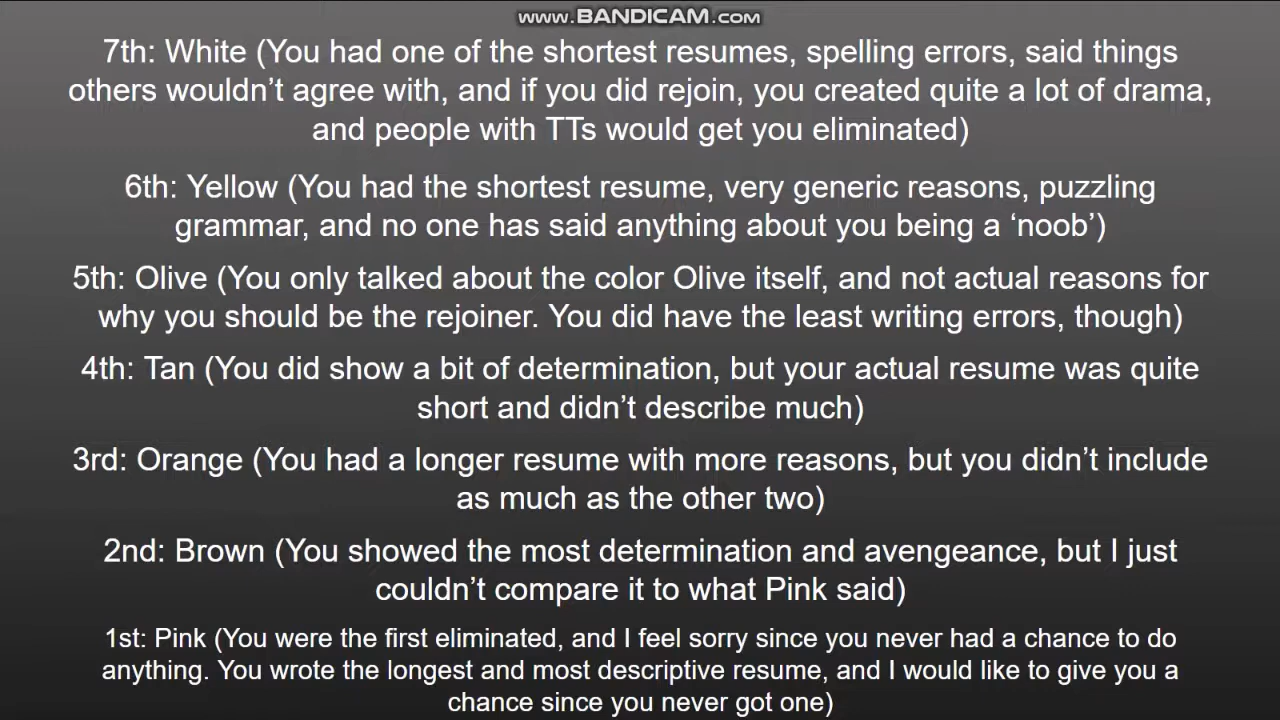 www.BANDICAM.com
7th: White (You had one of the shortest resumes, spelling errors, said things
others wouldn’t agree with, and if you did rejoin, you created quite a lot of drama,
and people with TTs would get you eliminated)
6th: Yellow (You had the shortest resume, very generic reasons, puzzling
grammar, and no one has said anything about you being a ‘noob’)
5th: Olive (You only talked about the color Olive itself, and not actual reasons for
why you should be the rejoiner. You did have the least writing errors, though)
4th: Tan (You did show a bit of determination, but your actual resume was quite
short and didn’t describe much)
3rd: Orange (You had a longer resume with more reasons, but you didn’t include
as much as the other two)
2nd: Brown (You showed the most determination and avengeance, but I just
couldn’t compare it to what Pink said)
1st: Pink (You were the first eliminated, and I feel sorry since you never had a chance to do
anything. You wrote the longest and most descriptive resume, and I would like to give you a
chance since you never got one)